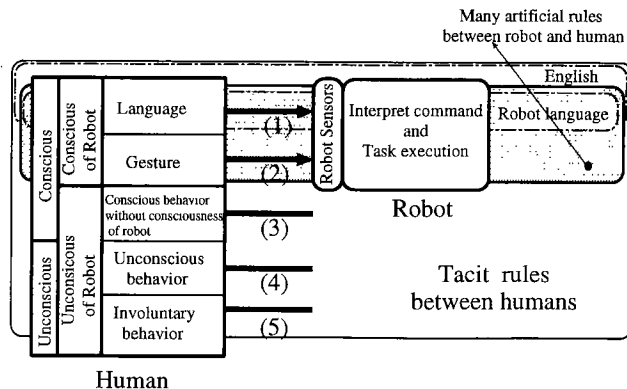 Many artificial rules
between robot and human
English
Conscious
Conscious
of Robot
Language
(1)
Gesture
(2)
Robot Sensors
Interpret command
and
Task execution
Robot language
Robot
Unconscious
Unconsicous
of Robot
Conscious behavior
without consciousness
of robot
(3)
Unconscious
behavior
(4)
Involuntary
behavior
(5)
Tacit rules
between humans
Human